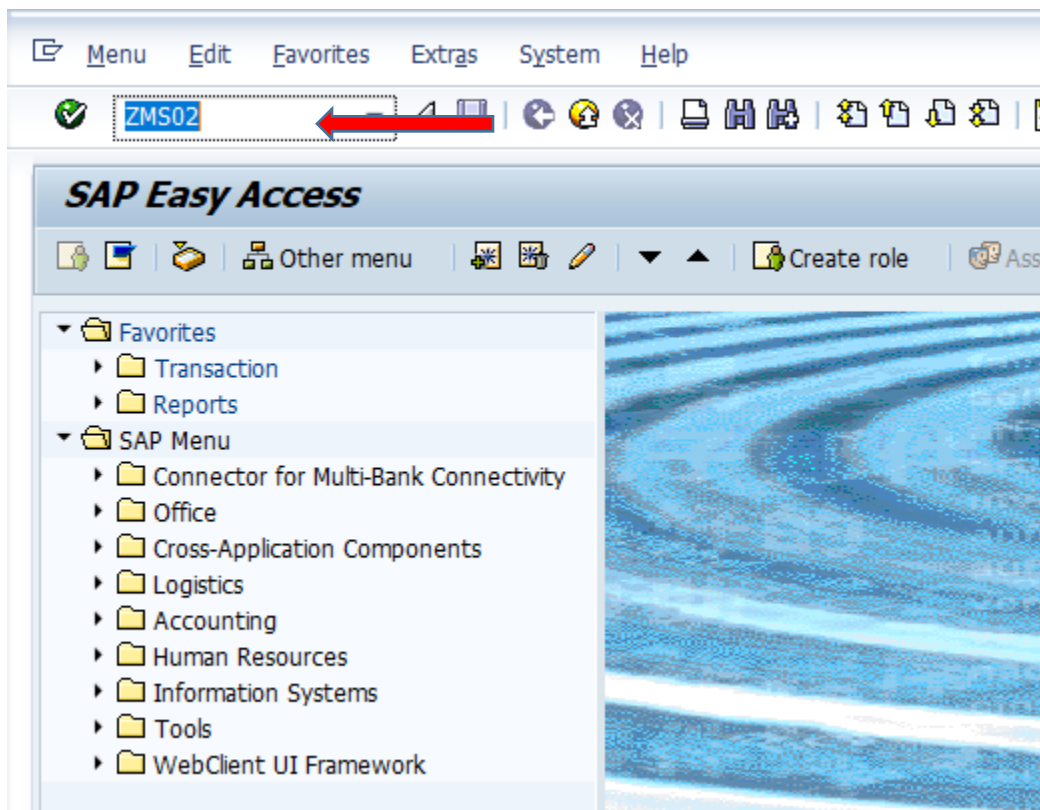 Menu Edit Favorites Extras System Help
ZMS02
SAP Easy Access
Other menu Create role Ass
Favorites
Transaction
Reports
SAP Menu
Connector for Multi-Bank Connectivity
Office
Cross-Application Components
Logistics
Accounting
Human Resources
Information Systems
Tools
WebClient UI Framework